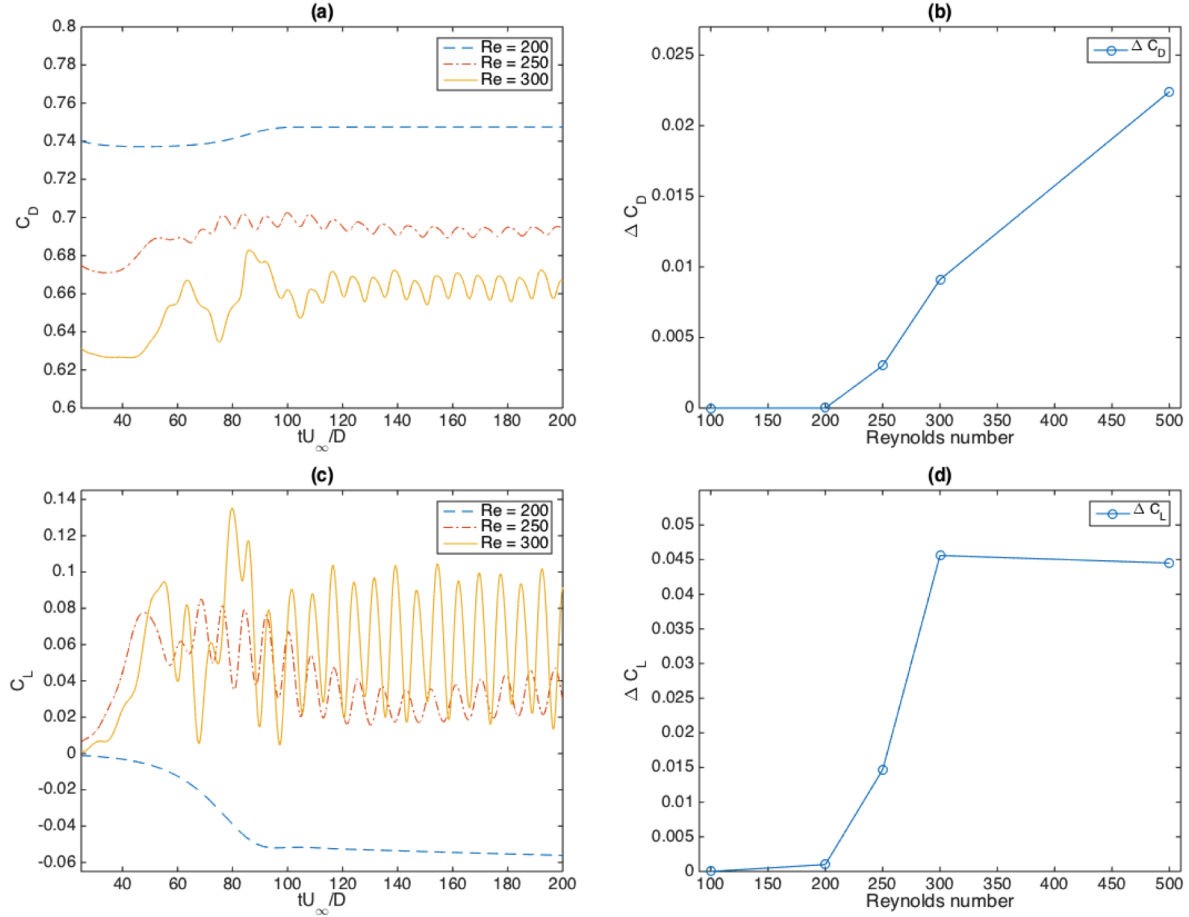 (a)
0.8
0.78
0.76
0.74
0.72
0.7
0.68
0.66
0.64
0.62
0.6
C_D
Re = 200
Re = 250
Re = 300
40 60 80 100 120 140 160 180 200
tU_∞/D
(b)
0.025
0.02
0.015
0.01
0.005
0
Δ C_D
Δ C_D
100 150 200 250 300 350 400 450 500
Reynolds number
(c)
0.14
0.12
0.1
0.08
0.06
0.04
0.02
0
-0.02
-0.04
-0.06
C_L
Re = 200
Re = 250
Re = 300
40 60 80 100 120 140 160 180 200
tU_∞/D
(d)
0.05
0.045
0.04
0.035
0.03
0.025
0.02
0.015
0.01
0.005
0
Δ C_L
Δ C_L
100 150 200 250 300 350 400 450 500
Reynolds number